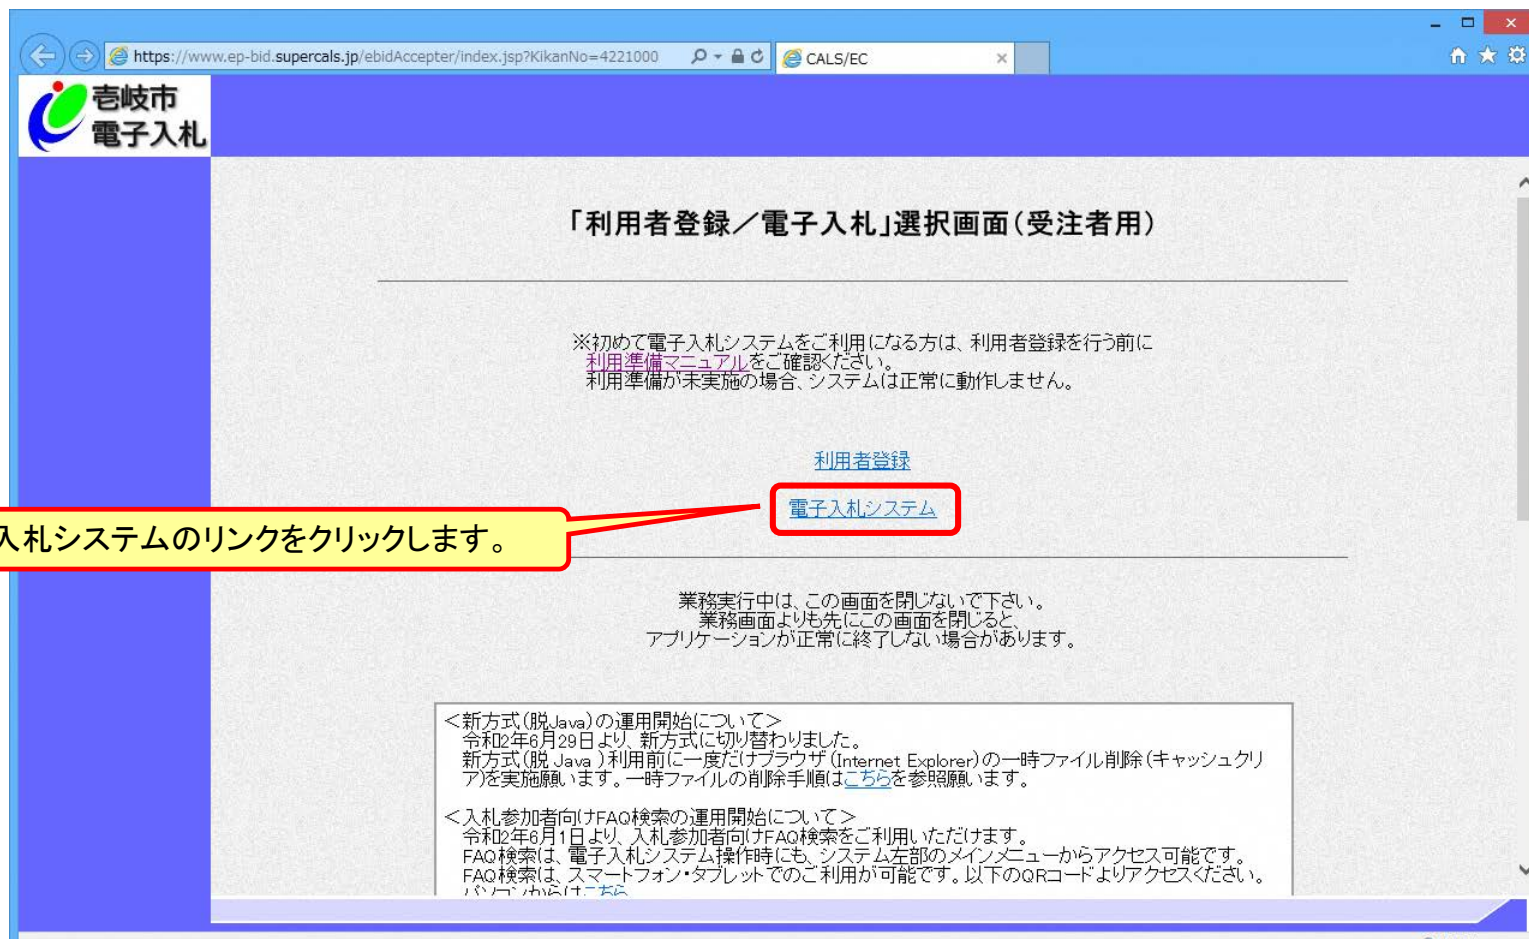 https://www.ep-bid.supercals.jp/ebidAccepter/index.jsp?KikanNo=4221000
CALS/EC
壱岐市
電子入札
「利用者登録／電子入札」選択画面(受注者用)
※初めて電子入札システムをご利用になる方は、利用者登録を行う前に
利用準備マニュアルをご確認ください。
利用準備が未実施の場合、システムは正常に動作しません。
利用者登録
電子入札システム
入札システムのリンクをクリックします。
業務実行中は、この画面を閉じないで下さい。
業務画面よりも先にこの画面を閉じると、
アプリケーションが正常に終了しない場合があります。
＜新方式(脱Java)の運用開始について＞
令和2年6月29日より、新方式に切り替わりました。
新方式(脱 Java )利用前に一度だけブラウザ(Internet Explorer)の一時ファイル削除(キャッシュクリ
ア)を実施願います。一時ファイルの削除手順はこちらを参照願います。
＜入札参加者向けFAQ検索の運用開始について＞
令和2年6月1日より、入札参加者向けFAQ検索をご利用いただけます。
FAQ検索は、電子入札システム操作時にも、システム左部のメインメニューからアクセス可能です。
FAQ検索は、スマートフォン・タブレットでのご利用が可能です。以下のQRコードよりアクセスください。
パソコンからはこちら